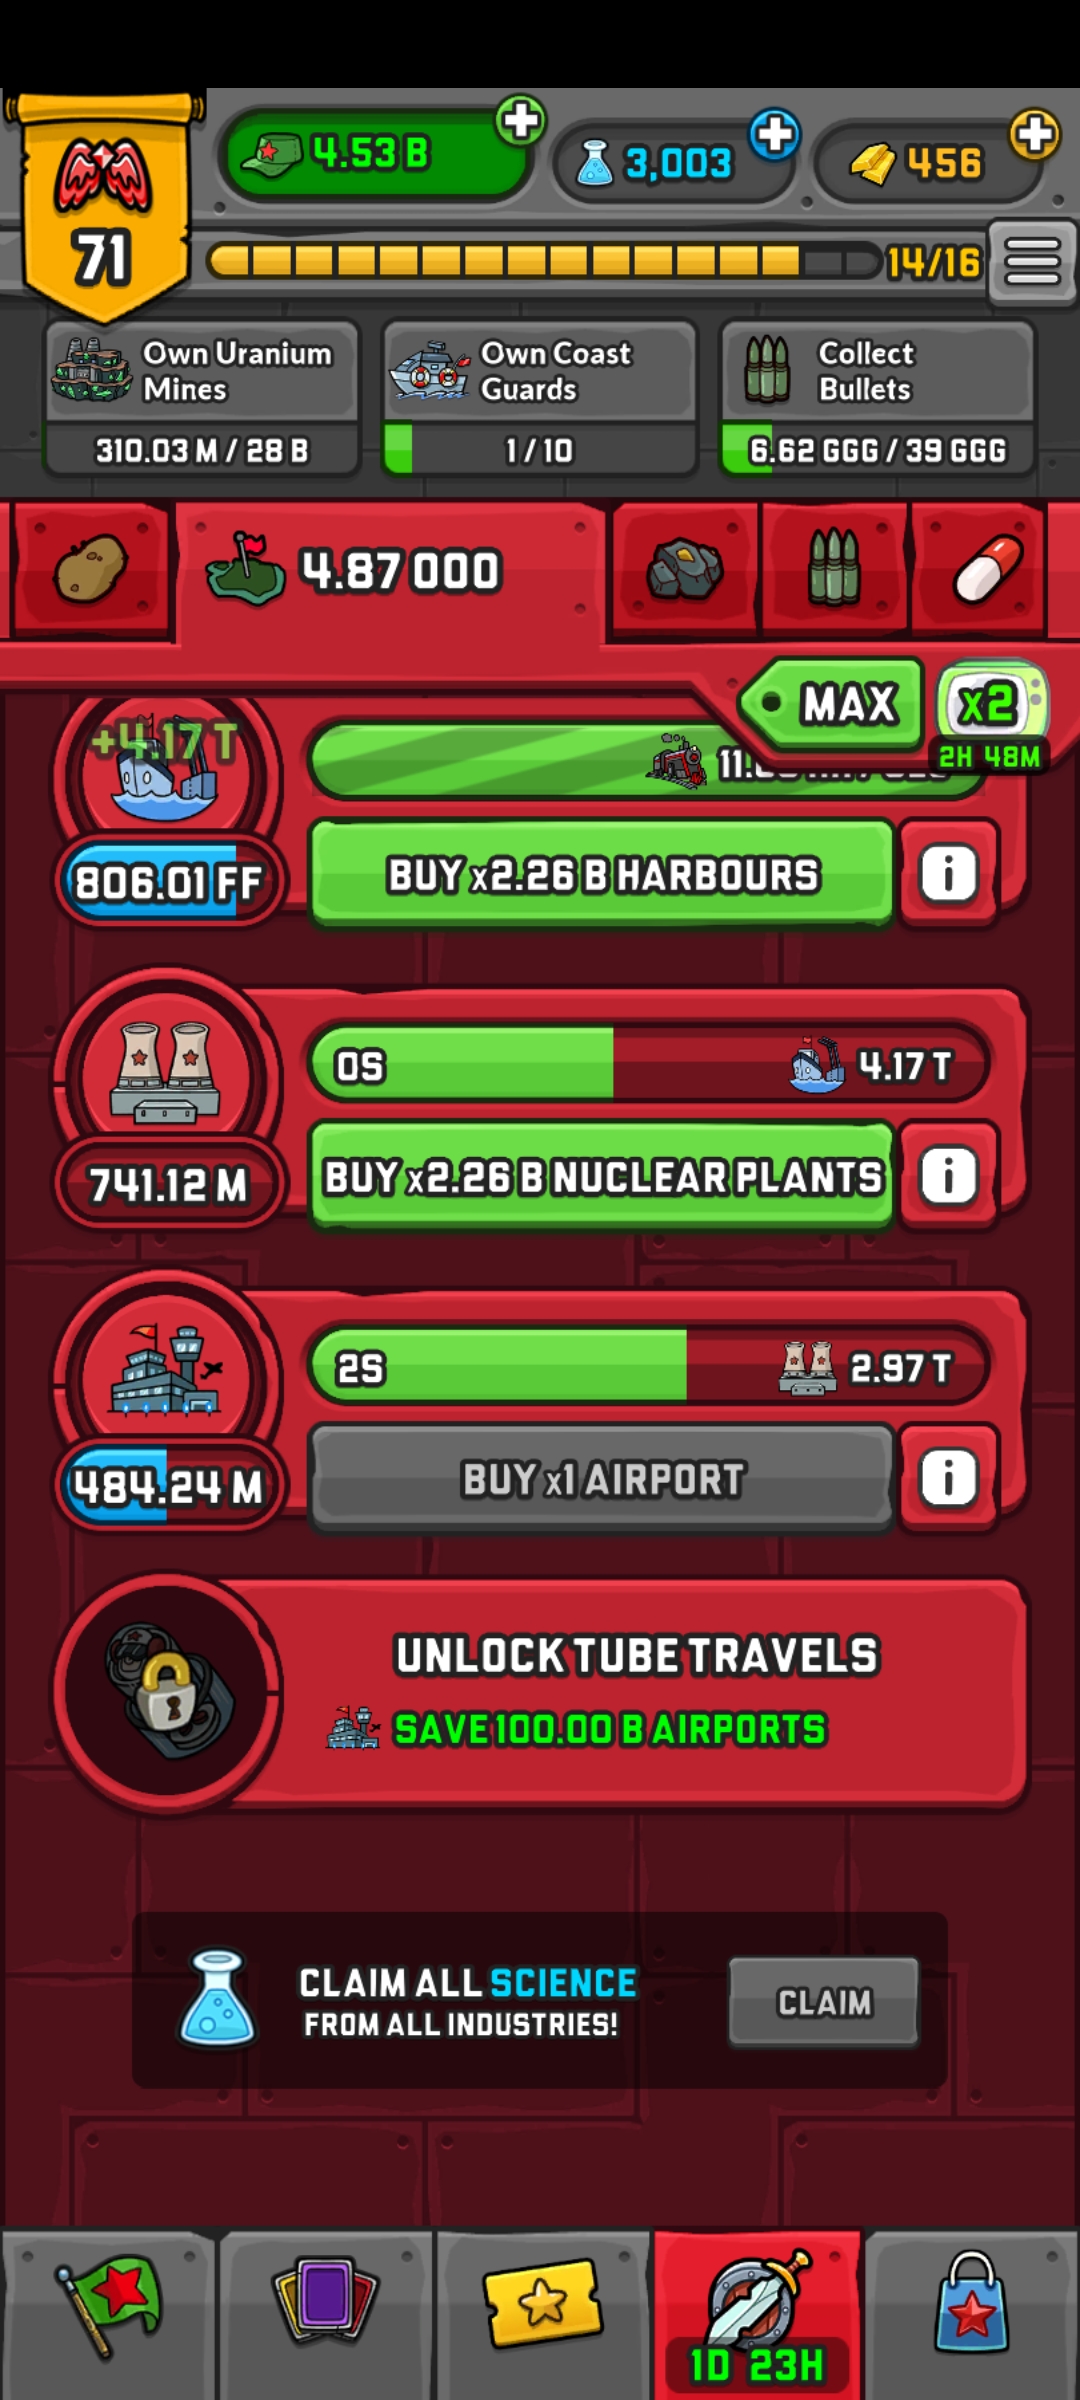 4.53 B
3,003
456
71
14/16
Own Uranium
Mines
310.03 M / 28 B
Own Coast
Guards
1 / 10
Collect
Bullets
6.62 GGG / 39 GGG
4.87 000
MAX
x2
2H 48M
+4.17 T
806.01 FF
BUY x2.26 B HARBOURS
i
0S
4.17 T
741.12 M
BUY x2.26 B NUCLEAR PLANTS
i
2S
2.97 T
484.24 M
BUY x1 AIRPORT
i
UNLOCK TUBE TRAVELS
SAVE 100.00 B AIRPORTS
CLAIM ALL SCIENCE
FROM ALL INDUSTRIES!
CLAIM
1D 23H